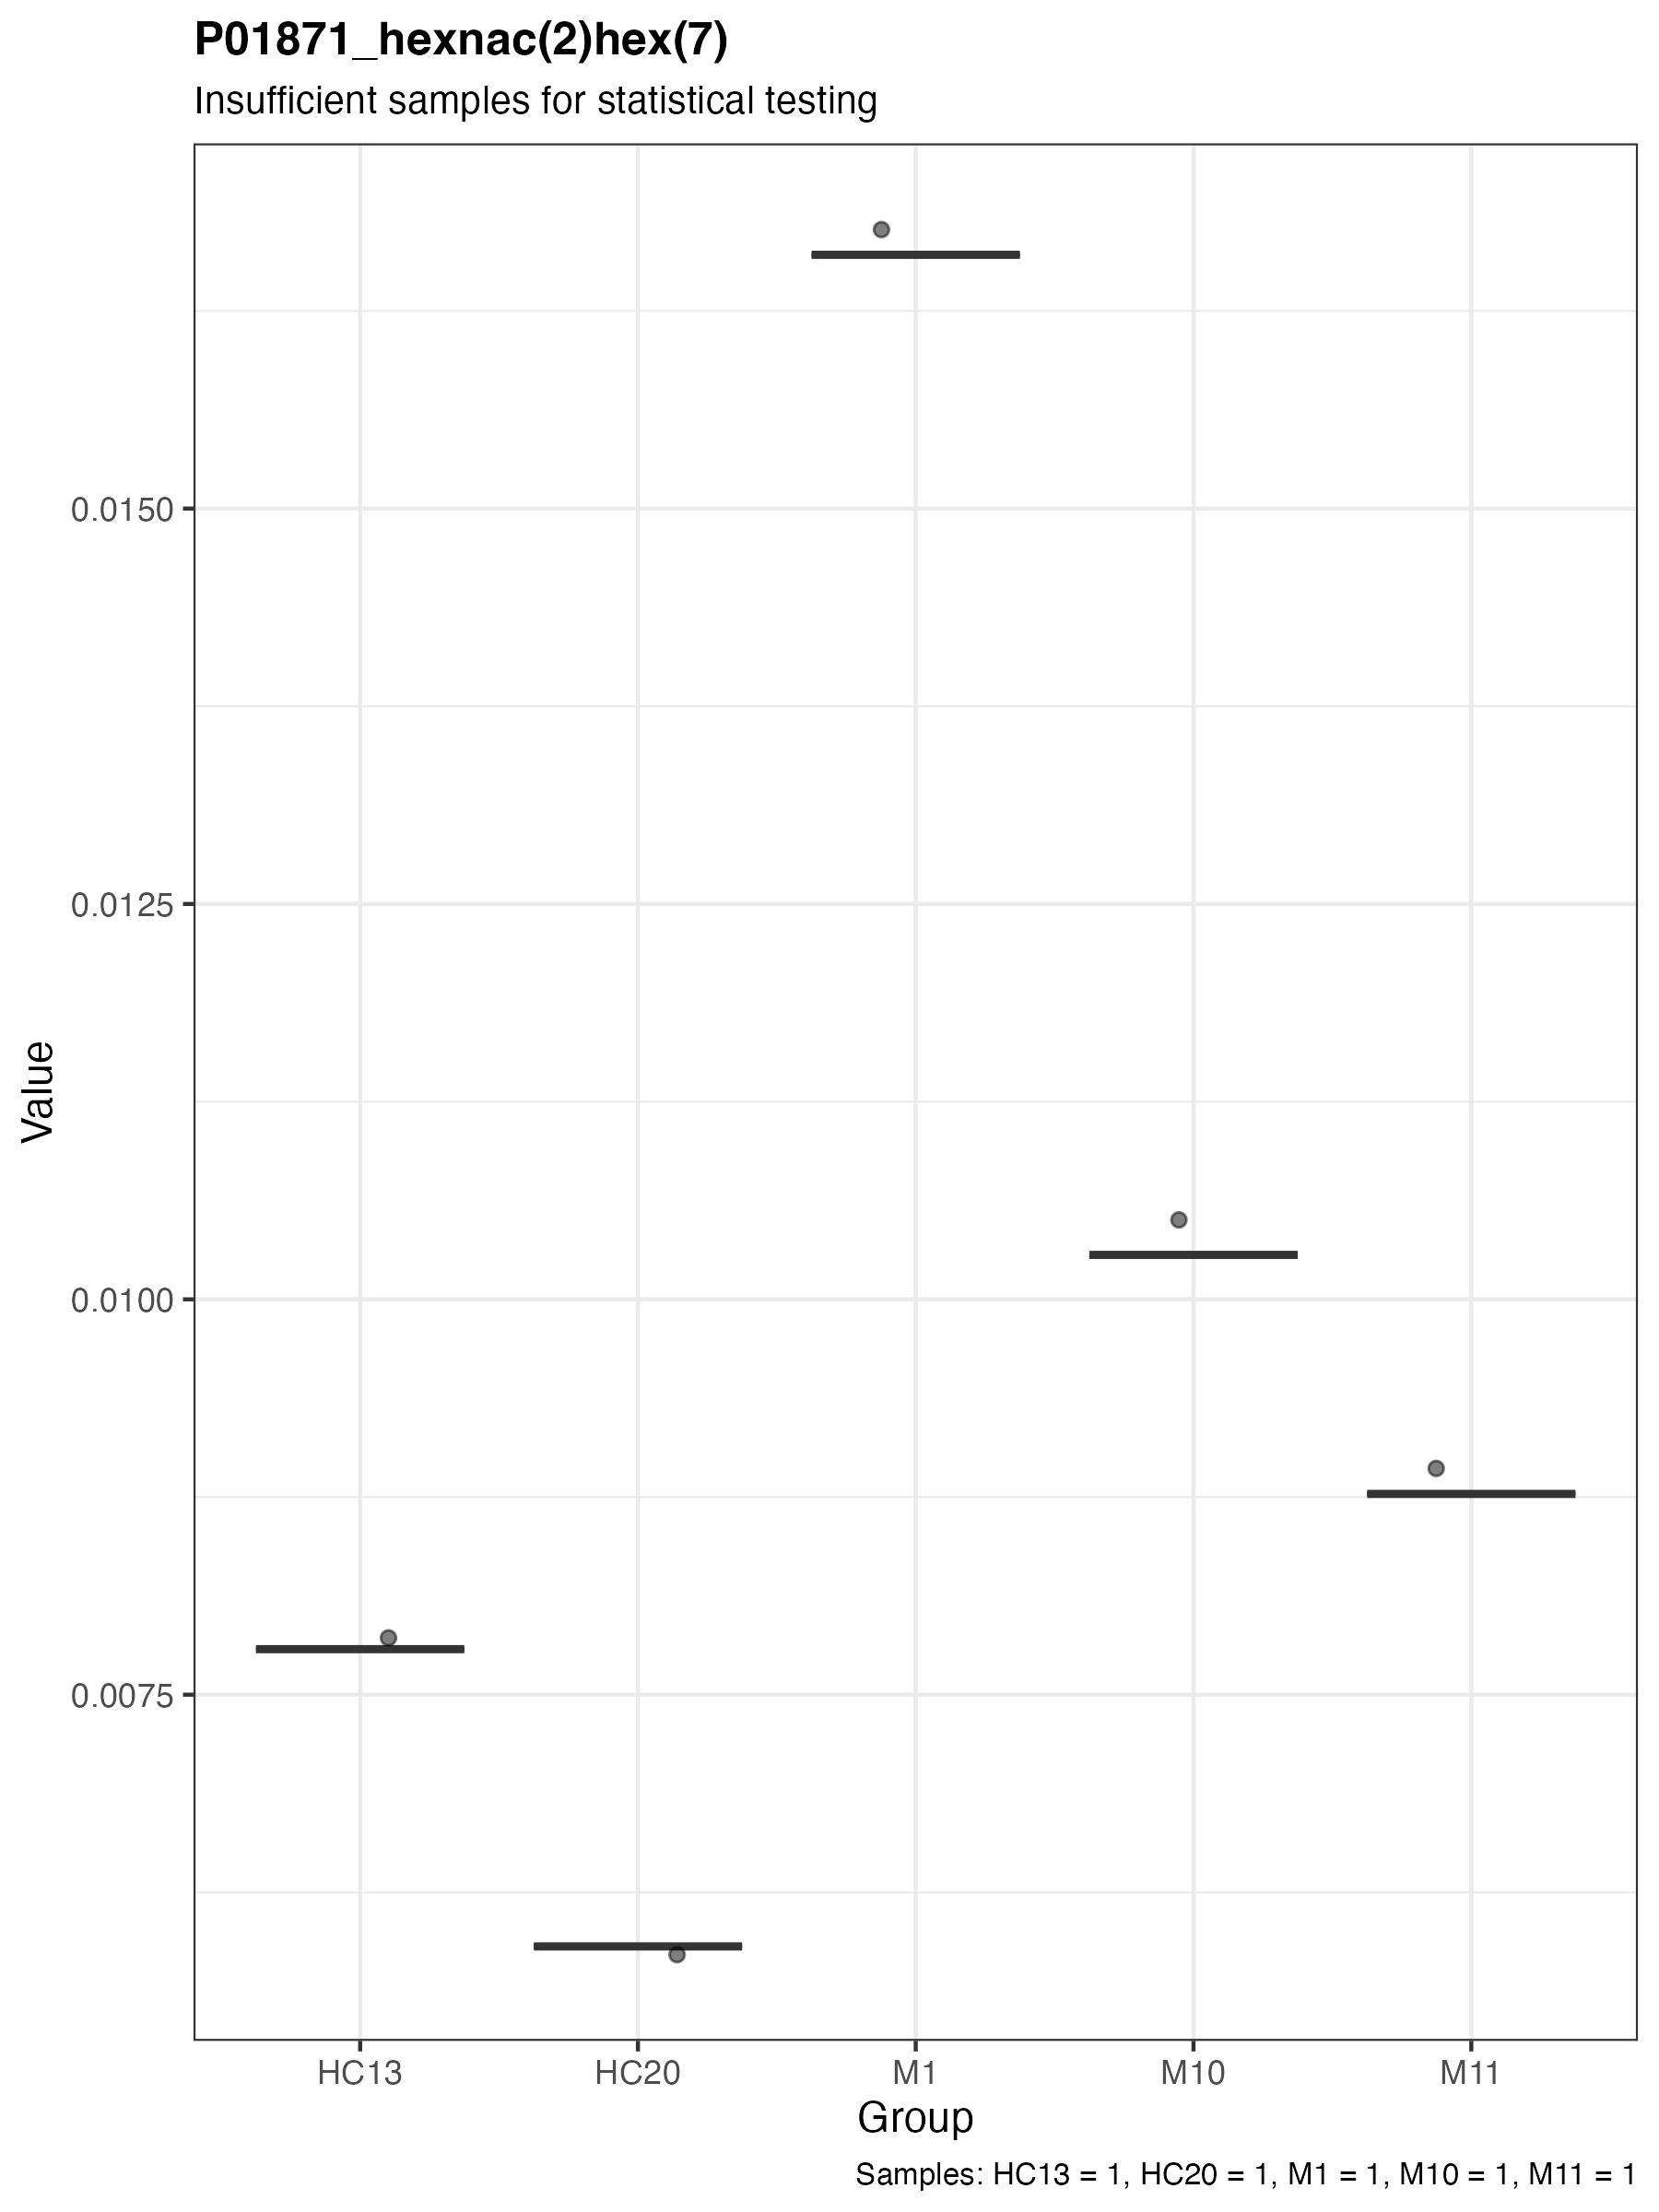 P01871_hexnac(2)hex(7)
Insufficient samples for statistical testing
Value
0.0150
0.0125
0.0100
0.0075
HC13 HC20 M1 M10 M11
Group
Samples: HC13 = 1, HC20 = 1, M1 = 1, M10 = 1, M11 = 1